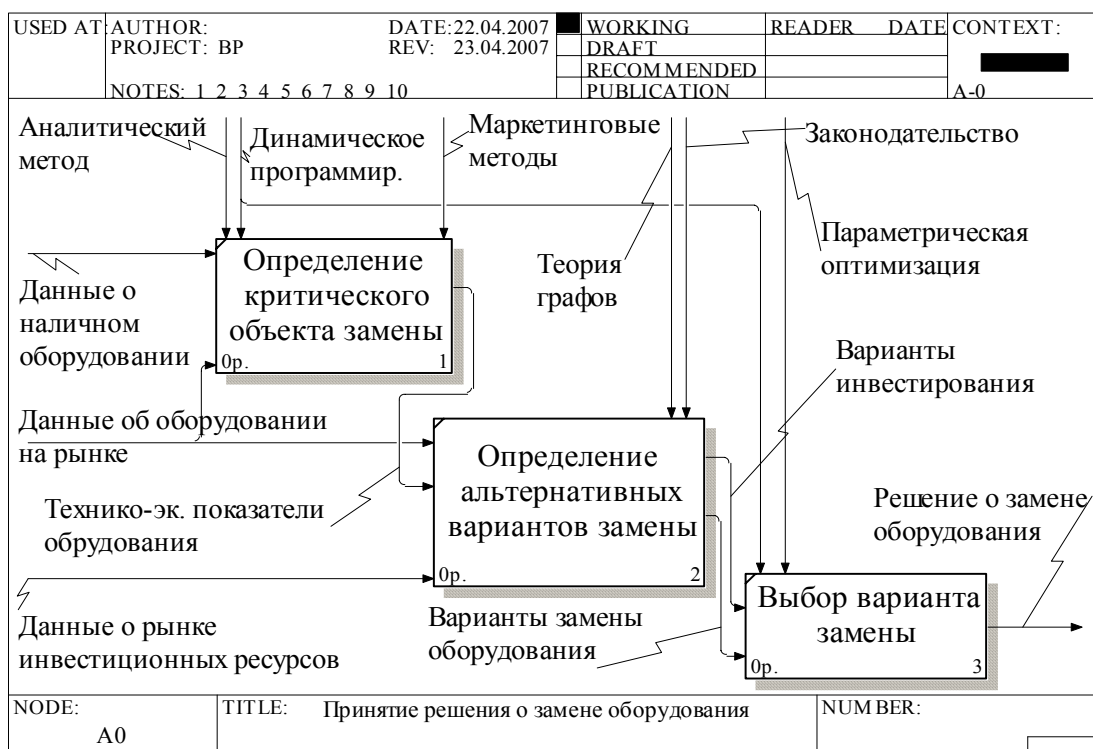 USED AT: AUTHOR: DATE: 22.04.2007 WORKING READER DATE CONTEXT:
PROJECT: BP REV: 23.04.2007 DRAFT
RECOMMENDED
NOTES: 1 2 3 4 5 6 7 8 9 10 PUBLICATION A-0
Аналитический
метод
Динамическое
программир.
Маркетинговые
методы
Законодательство
Теория
графов
Параметрическая
оптимизация
Определение
критического
объекта замены
0р. 1
Данные о
наличном
оборудовании
Варианты
инвестирования
Данные об оборудовании
на рынке
Определение
альтернативных
вариантов замены
0р. 2
Технико-эк. показатели
обрудования
Решение о замене
оборудования
Данные о рынке
инвестиционных ресурсов
Варианты замены
оборудования
Выбор варианта
замены
0р. 3
NODE: TITLE: Принятие решения о замене оборудования NUMBER:
A0